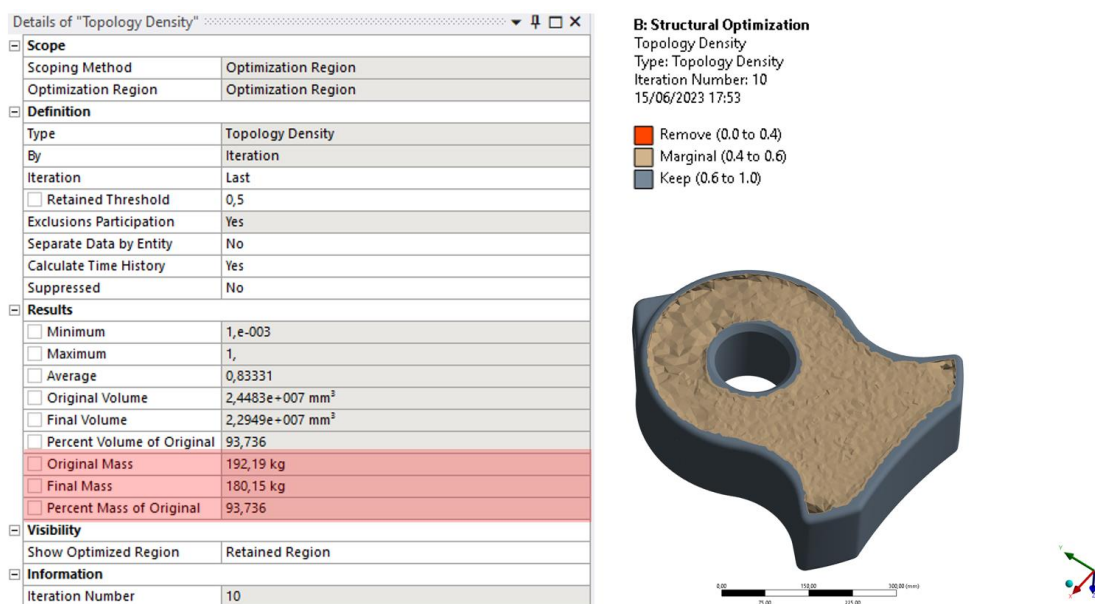 Details of "Topology Density"
Scope
Scoping Method Optimization Region
Optimization Region Optimization Region
Definition
Type Topology Density
By Iteration
Iteration Last
Retained Threshold 0,5
Exclusions Participation Yes
Separate Data by Entity No
Calculate Time History Yes
Suppressed No
Results
Minimum 1,e-003
Maximum 1,
Average 0,83331
Original Volume 2,4483e+007 mm³
Final Volume 2,2949e+007 mm³
Percent Volume of Original 93,736
Original Mass 192,19 kg
Final Mass 180,15 kg
Percent Mass of Original 93,736
Visibility
Show Optimized Region Retained Region
Information
Iteration Number 10
B: Structural Optimization
Topology Density
Type: Topology Density
Iteration Number: 10
15/06/2023 17:53
Remove (0.0 to 0.4)
Marginal (0.4 to 0.6)
Keep (0.6 to 1.0)
0,00 150,00 300,00 (mm)
75,00 225,00
Y
X
Z